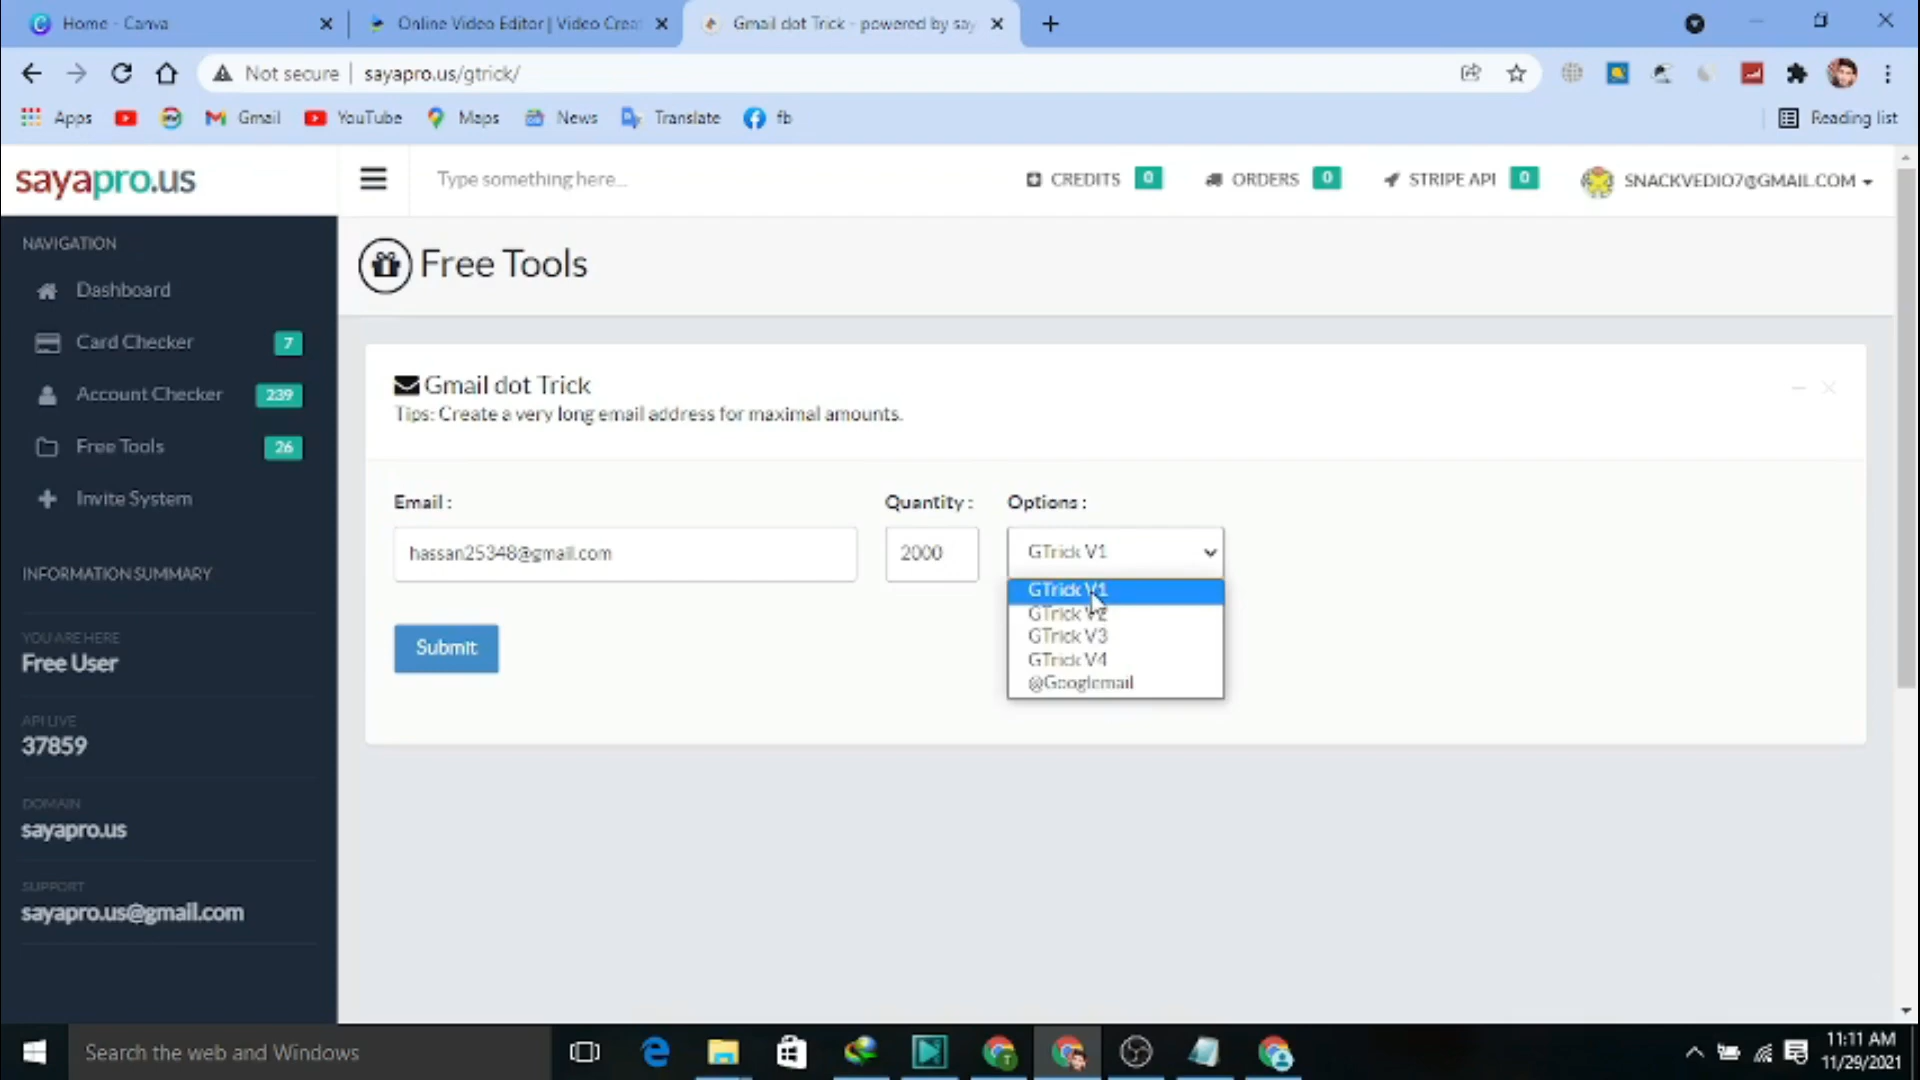 Home - Canva
Online Video Editor | Video Crea
Gmail dot Trick - powered by say
Not secure
sayapro.us/gtrick/
Apps
Gmail
YouTube
Maps
News
Translate
fb
Reading list
sayapro.us
Type something here...
CREDITS 0
ORDERS 0
STRIPE API 0
SNACKVEDIO7@GMAIL.COM
NAVIGATION
Dashboard
Card Checker 7
Account Checker 239
Free Tools 26
Invite System
INFORMATION SUMMARY
YOU ARE HERE
Free User
API LIVE
37859
DOMAIN
sayapro.us
SUPPORT
sayapro.us@gmail.com
Free Tools
Gmail dot Trick
Tips: Create a very long email address for maximal amounts.
Email :
Quantity :
Options :
hassan25348@gmail.com
2000
GTrick V1
GTrick V1
GTrick V2
GTrick V3
GTrick V4
@Googlemail
Submit
Search the web and Windows
11:11 AM
11/29/2021